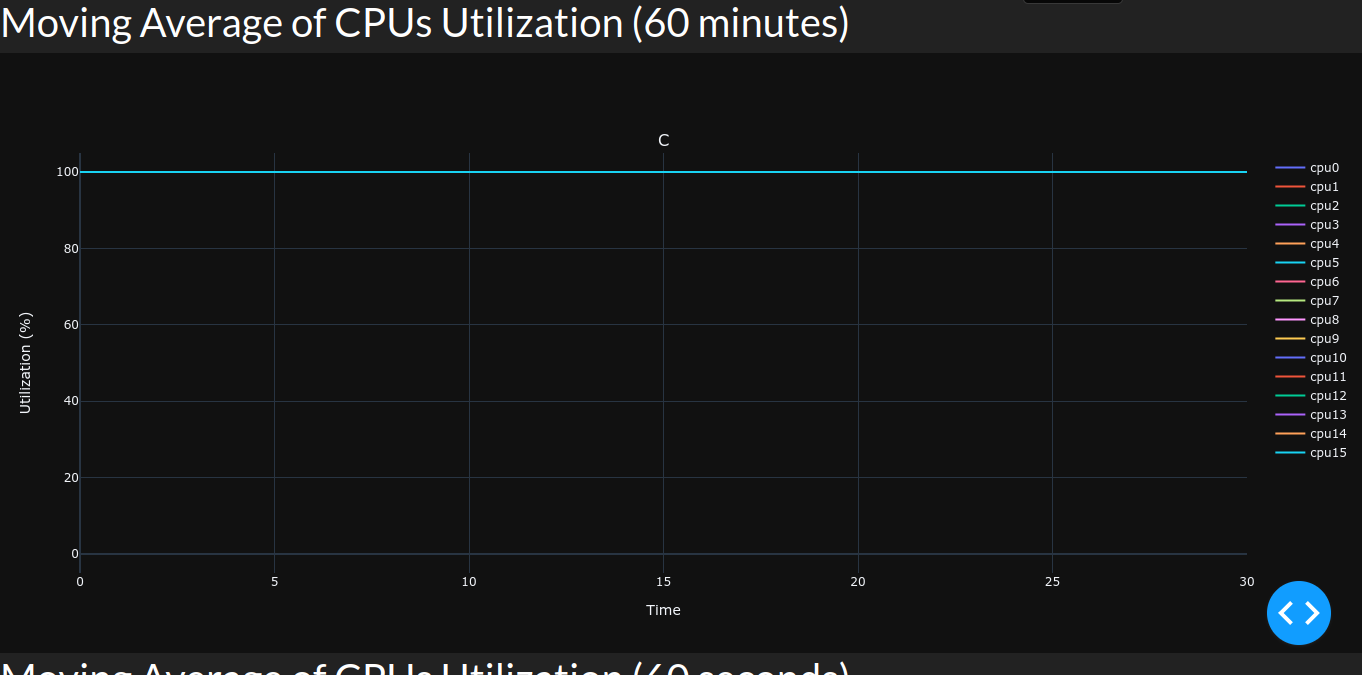 Moving Average of CPUs Utilization (60 minutes)
C
100
80
60
40
20
0
Utilization (%)
0 5 10 15 20 25 30
Time
cpu0
cpu1
cpu2
cpu3
cpu4
cpu5
cpu6
cpu7
cpu8
cpu9
cpu10
cpu11
cpu12
cpu13
cpu14
cpu15
Moving Average of CPUs Utilization (60 seconds)